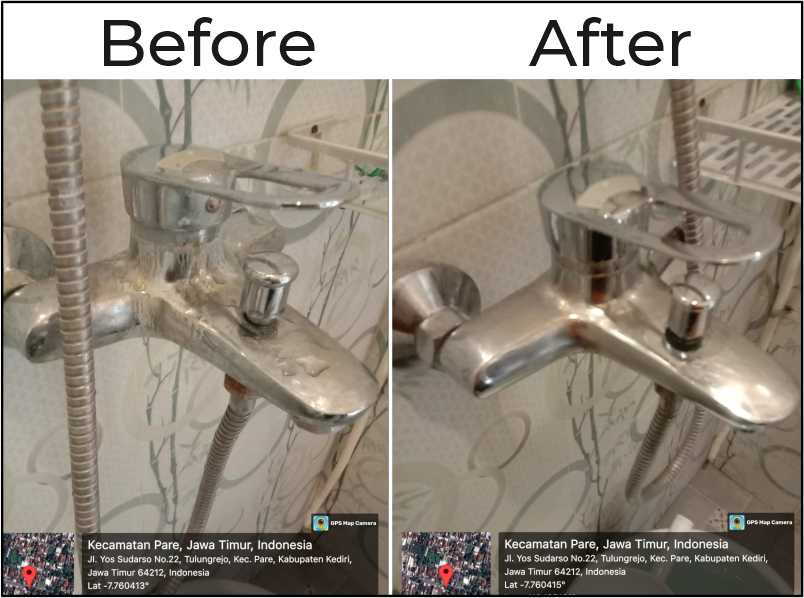 Before
After
GPS Map Camera
Kecamatan Pare, Jawa Timur, Indonesia
Jl. Yos Sudarso No.22, Tulungrejo, Kec. Pare, Kabupaten Kediri,
Jawa Timur 64212, Indonesia
Lat -7.760413°
GPS Map Camera
Kecamatan Pare, Jawa Timur, Indonesia
Jl. Yos Sudarso No.22, Tulungrejo, Kec. Pare, Kabupaten Kediri,
Jawa Timur 64212, Indonesia
Lat -7.760415°